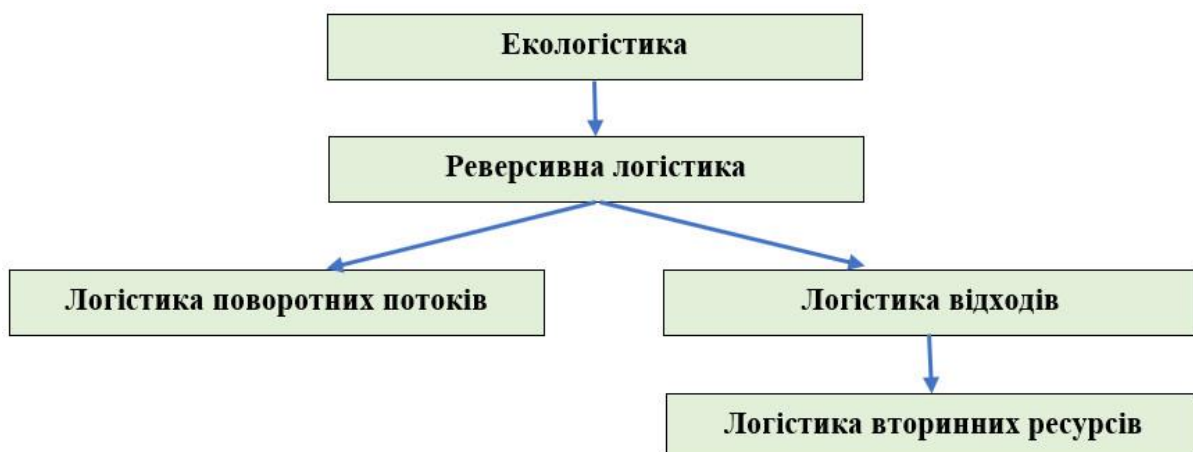 Екологістика
Реверсивна логістика
Логістика поворотних потоків
Логістика відходів
Логістика вторинних ресурсів